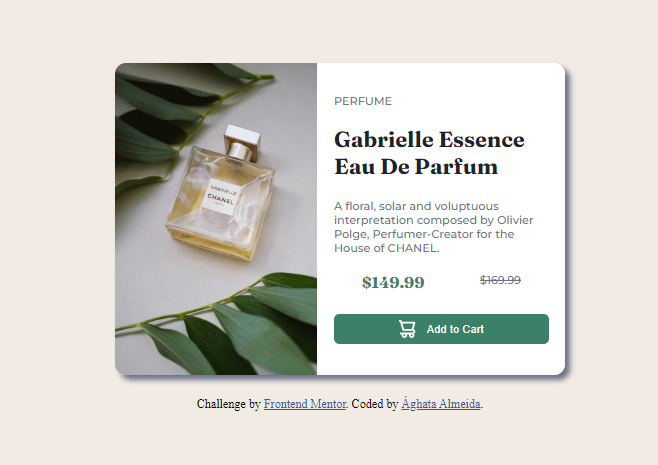 GABRIELLE
CHANEL
PARIS
PERFUME
Gabrielle Essence
Eau De Parfum
A floral, solar and voluptuous
interpretation composed by Olivier
Polge, Perfumer-Creator for the
House of CHANEL.
$149.99 $169.99
Add to Cart
Challenge by Frontend Mentor. Coded by Ághata Almeida.